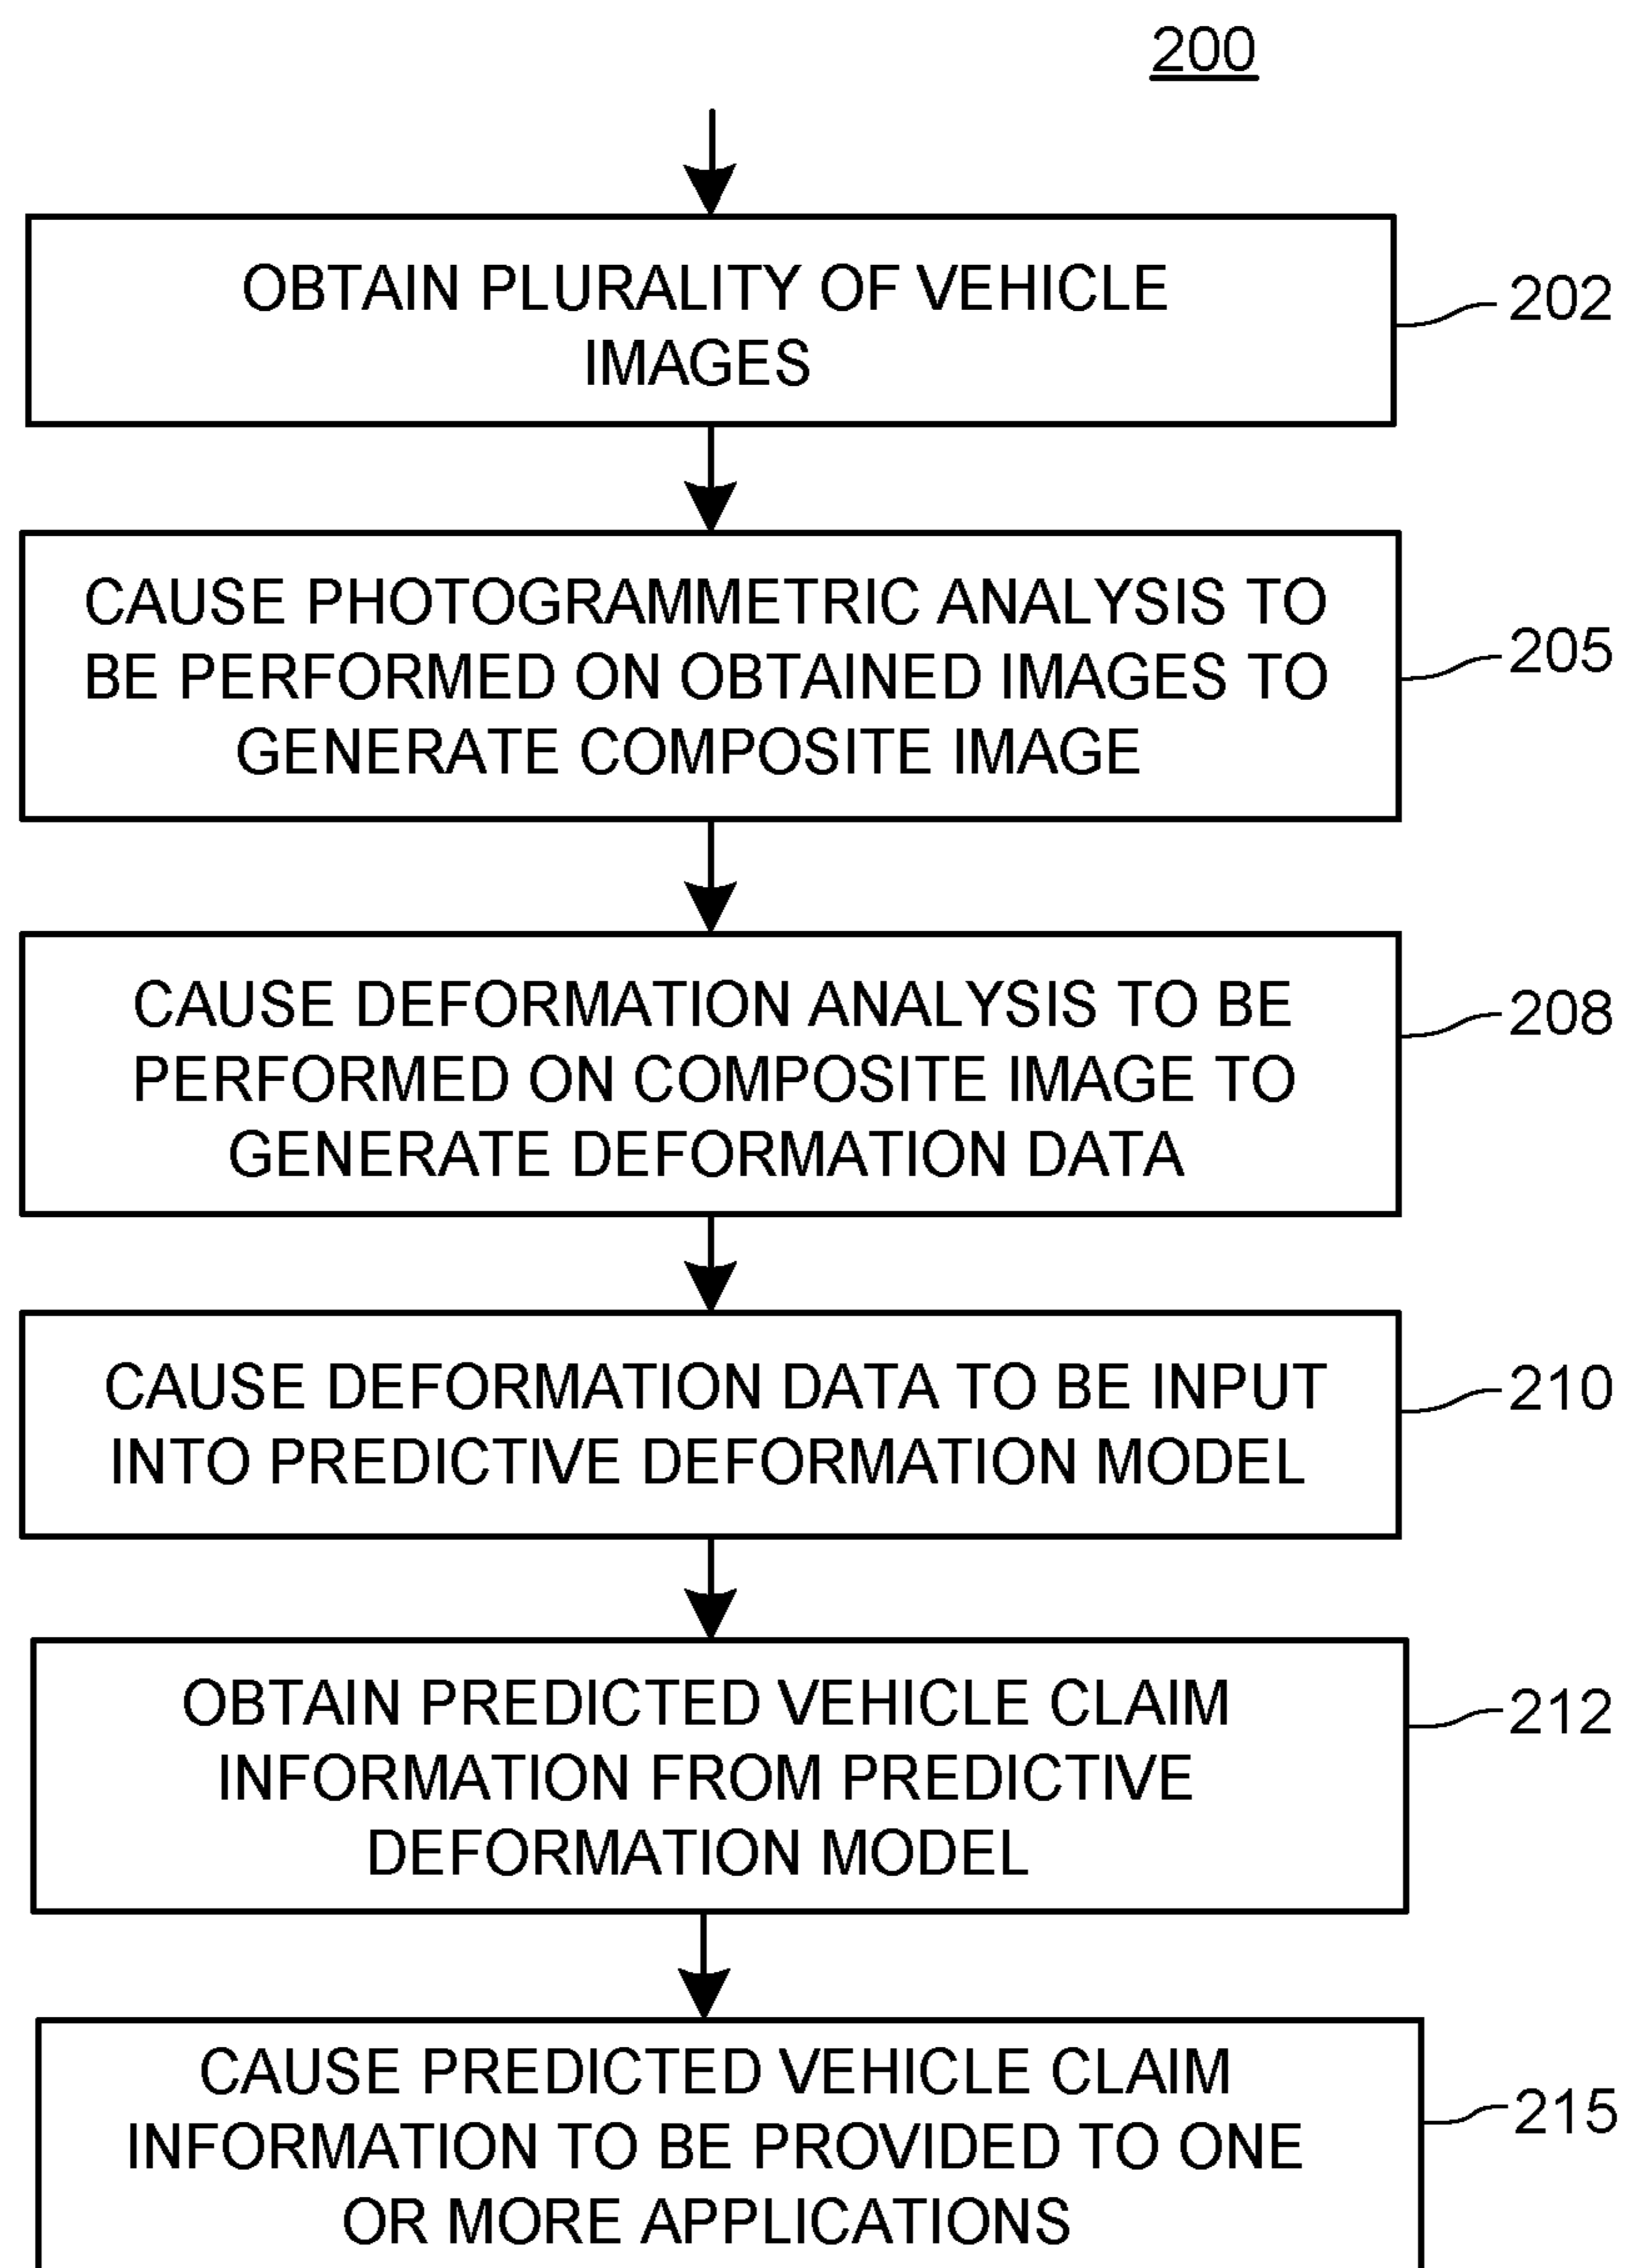 200
OBTAIN PLURALITY OF VEHICLE
IMAGES
202
CAUSE PHOTOGRAMMETRIC ANALYSIS TO
BE PERFORMED ON OBTAINED IMAGES TO
GENERATE COMPOSITE IMAGE
205
CAUSE DEFORMATION ANALYSIS TO BE
PERFORMED ON COMPOSITE IMAGE TO
GENERATE DEFORMATION DATA
208
CAUSE DEFORMATION DATA TO BE INPUT
INTO PREDICTIVE DEFORMATION MODEL
210
OBTAIN PREDICTED VEHICLE CLAIM
INFORMATION FROM PREDICTIVE
DEFORMATION MODEL
212
CAUSE PREDICTED VEHICLE CLAIM
INFORMATION TO BE PROVIDED TO ONE
OR MORE APPLICATIONS
215